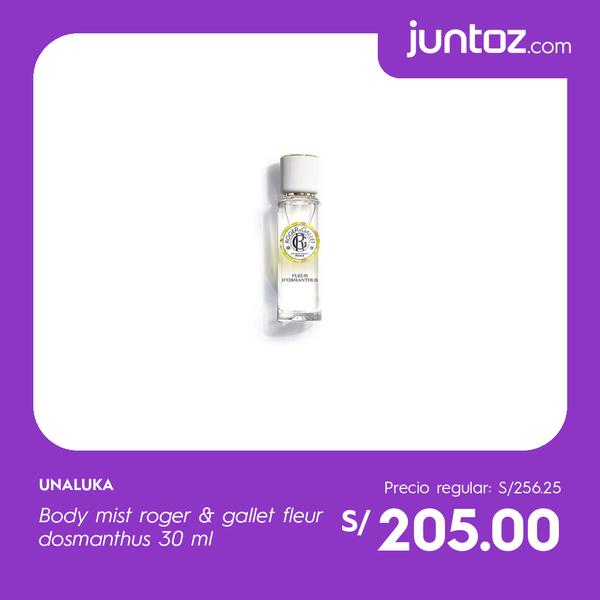 juntoz.com
ROGER & GALLET
PARIS
FLEUR
D'OSMANTHUS
UNALUKA
Body mist roger & gallet fleur
dosmanthus 30 ml
Precio regular: S/256.25
S/ 205.00